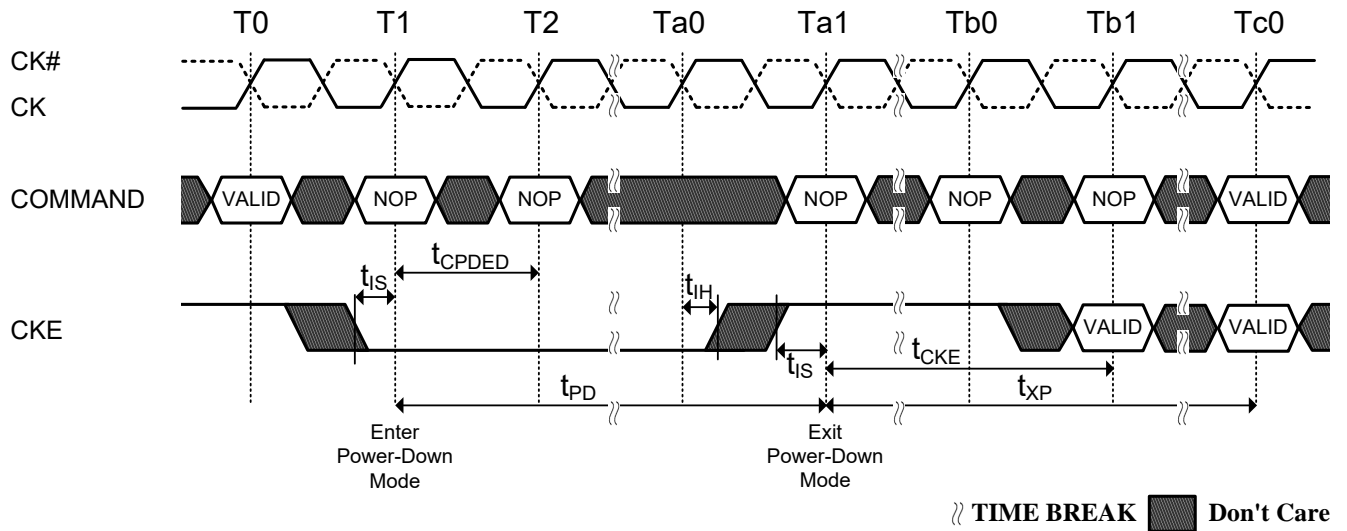 T0 T1 T2 Ta0 Ta1 Tb0 Tb1 Tc0
CK#
CK
COMMAND VALID NOP NOP NOP NOP NOP VALID
tCPDED
tIS tIH
CKE VALID VALID
tIS tCKE
tPD tXP
Enter
Power-Down
Mode
Exit
Power-Down
Mode
TIME BREAK Don't Care